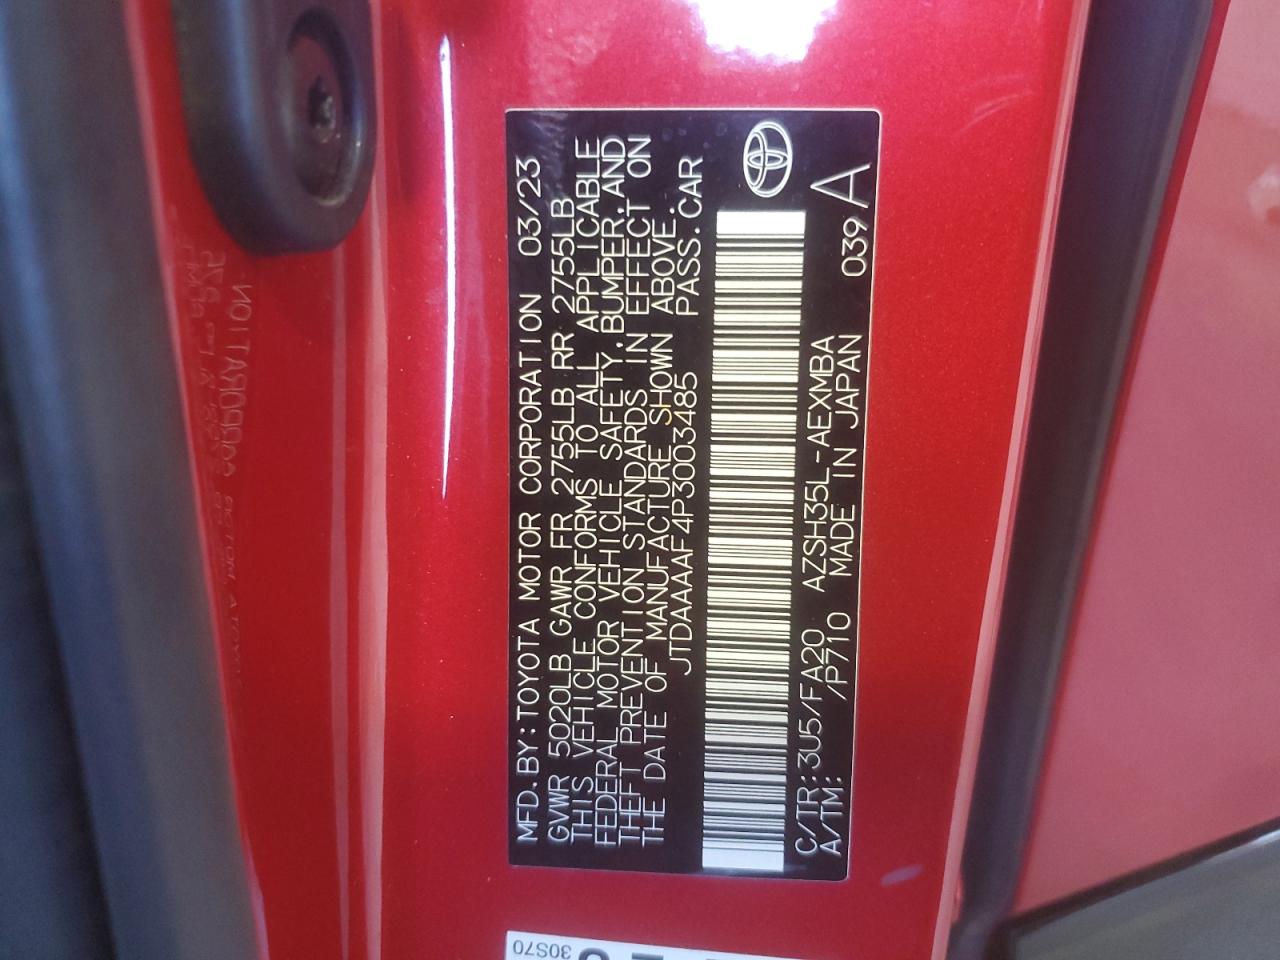 MFD.BY:TOYOTA MOTOR CORPORATION 03/23
GVWR 5020LB GAWR FR 2755LB RR 2755LB
THIS VEHICLE CONFORMS TO ALL APPLICABLE
FEDERAL MOTOR VEHICLE SAFETY,BUMPER,AND
THEFT PREVENTION STANDARDS IN EFFECT ON
THE DATE OF MANUFACTURE SHOWN ABOVE.
JTDAAAAF4P3003485 PASS.CAR
C/TR:3U5/FA20 AZSH35L-AEXMBA 039 A
A/TM: /P710 MADE IN JAPAN
30S70